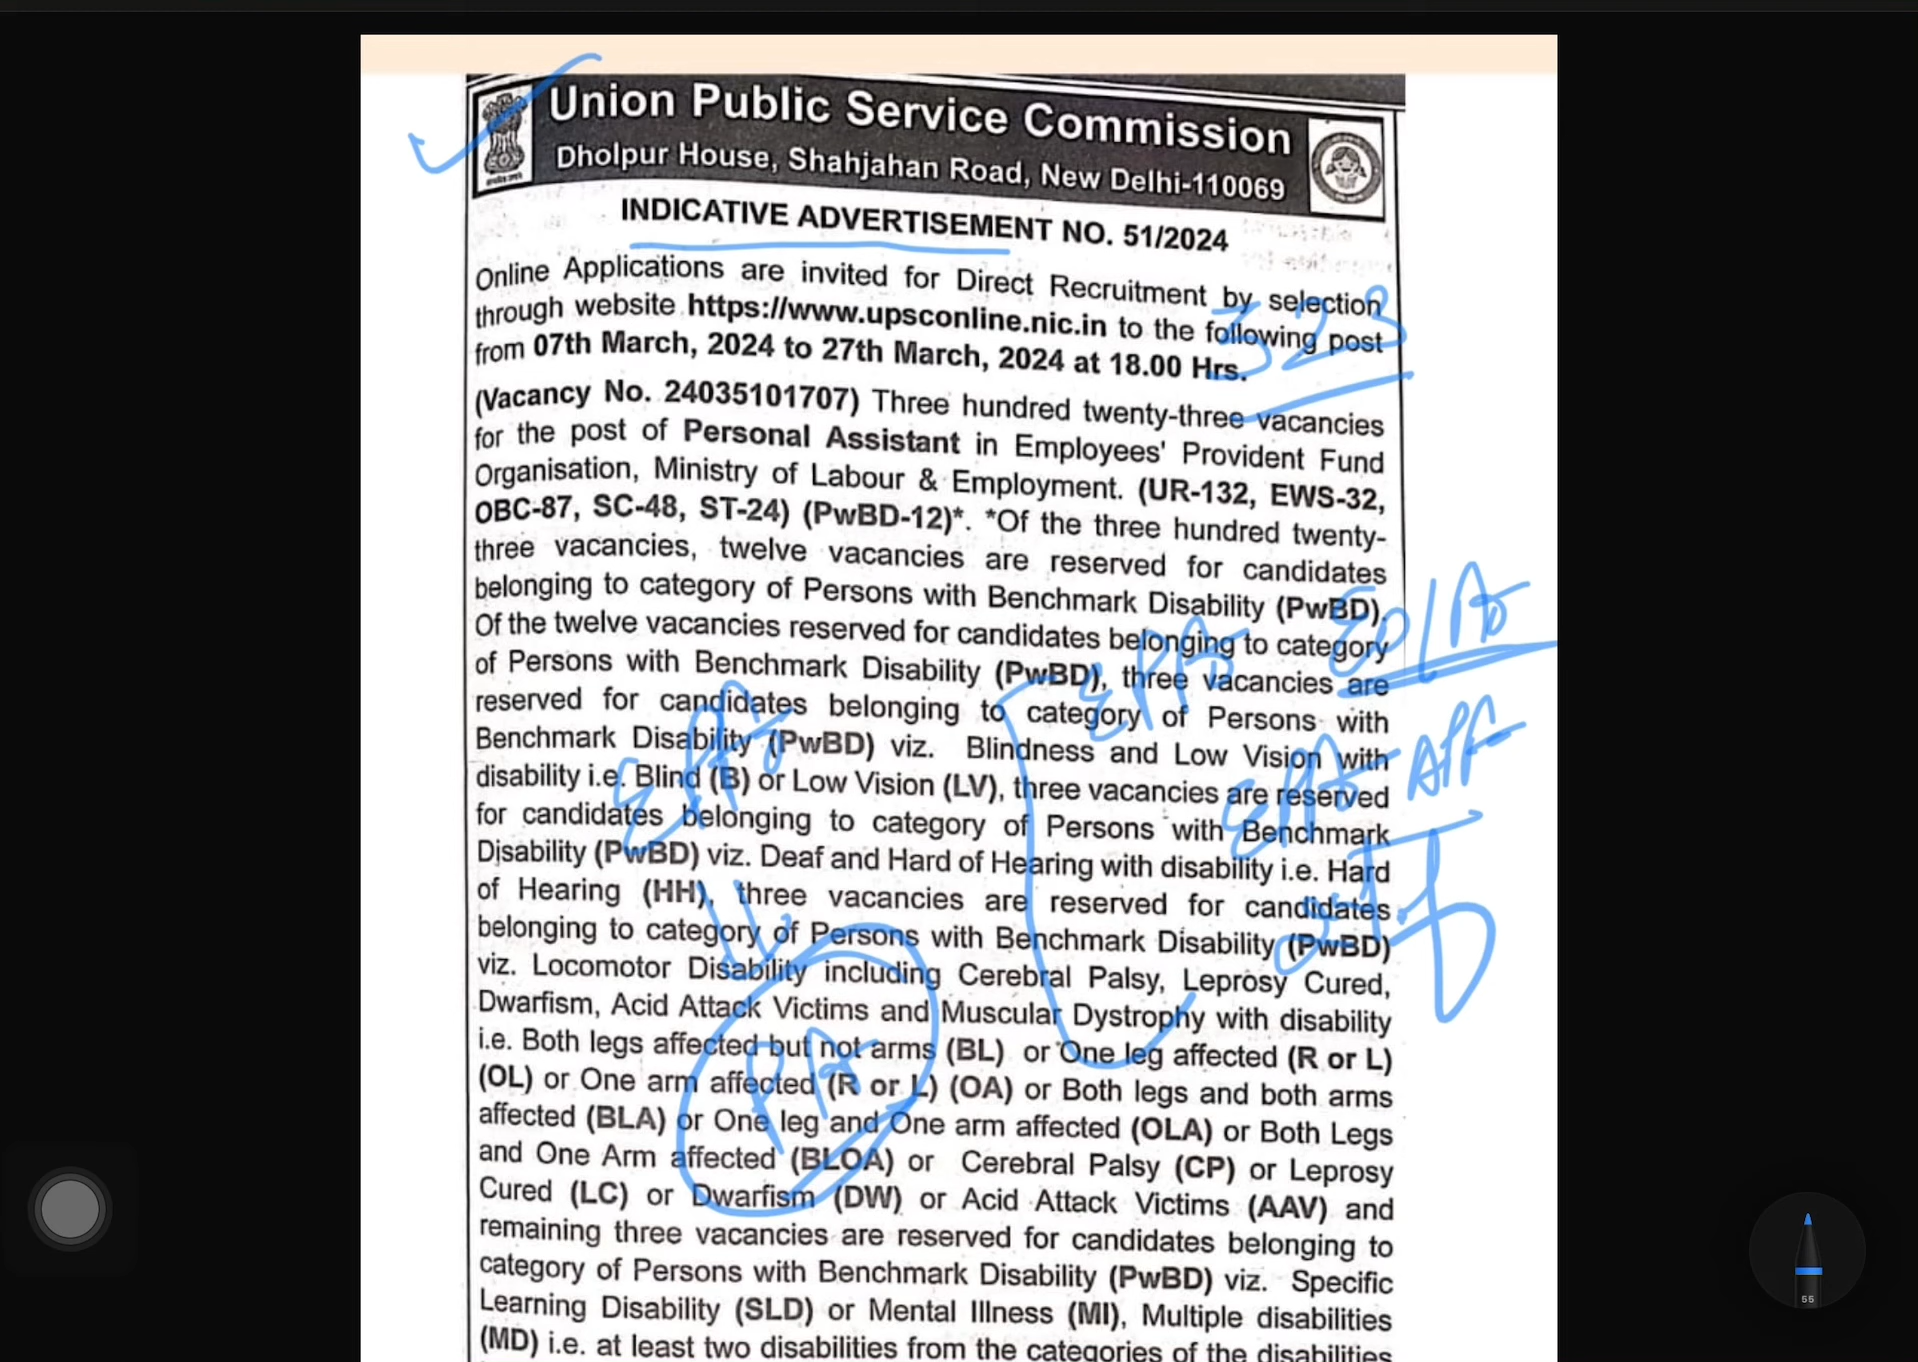 Union Public Service Commission
Dholpur House, Shahjahan Road, New Delhi-110069
INDICATIVE ADVERTISEMENT NO. 51/2024
Online Applications are invited for Direct Recruitment by selection
through website https://www.upsconline.nic.in to the following post
from 07th March, 2024 to 27th March, 2024 at 18.00 Hrs.
323
(Vacancy No. 24035101707) Three hundred twenty-three vacancies
for the post of Personal Assistant in Employees' Provident Fund
Organisation, Ministry of Labour & Employment. (UR-132, EWS-32,
OBC-87, SC-48, ST-24) (PwBD-12)*. *Of the three hundred twenty-
three vacancies, twelve vacancies are reserved for candidates
belonging to category of Persons with Benchmark Disability (PwBD).
Of the twelve vacancies reserved for candidates belonging to category
of Persons with Benchmark Disability (PwBD), three vacancies are
reserved for candidates belonging to category of Persons with
Benchmark Disability (PwBD) viz. Blindness and Low Vision with
disability i.e. Blind (B) or Low Vision (LV), three vacancies are reserved
for candidates belonging to category of Persons with Benchmark
Disability (PwBD) viz. Deaf and Hard of Hearing with disability i.e. Hard
of Hearing (HH), three vacancies are reserved for candidates
belonging to category of Persons with Benchmark Disability (PwBD)
viz. Locomotor Disability including Cerebral Palsy, Leprosy Cured,
Dwarfism, Acid Attack Victims and Muscular Dystrophy with disability
i.e. Both legs affected but not arms (BL) or One leg affected (R or L)
(OL) or One arm affected (R or L) (OA) or Both legs and both arms
affected (BLA) or One leg and One arm affected (OLA) or Both Legs
and One Arm affected (BLOA) or Cerebral Palsy (CP) or Leprosy
Cured (LC) or Dwarfism (DW) or Acid Attack Victims (AAV) and
remaining three vacancies are reserved for candidates belonging to
category of Persons with Benchmark Disability (PwBD) viz. Specific
Learning Disability (SLD) or Mental Illness (MI), Multiple disabilities
(MD) i.e. at least two disabilities from the categories of the disabilities
55